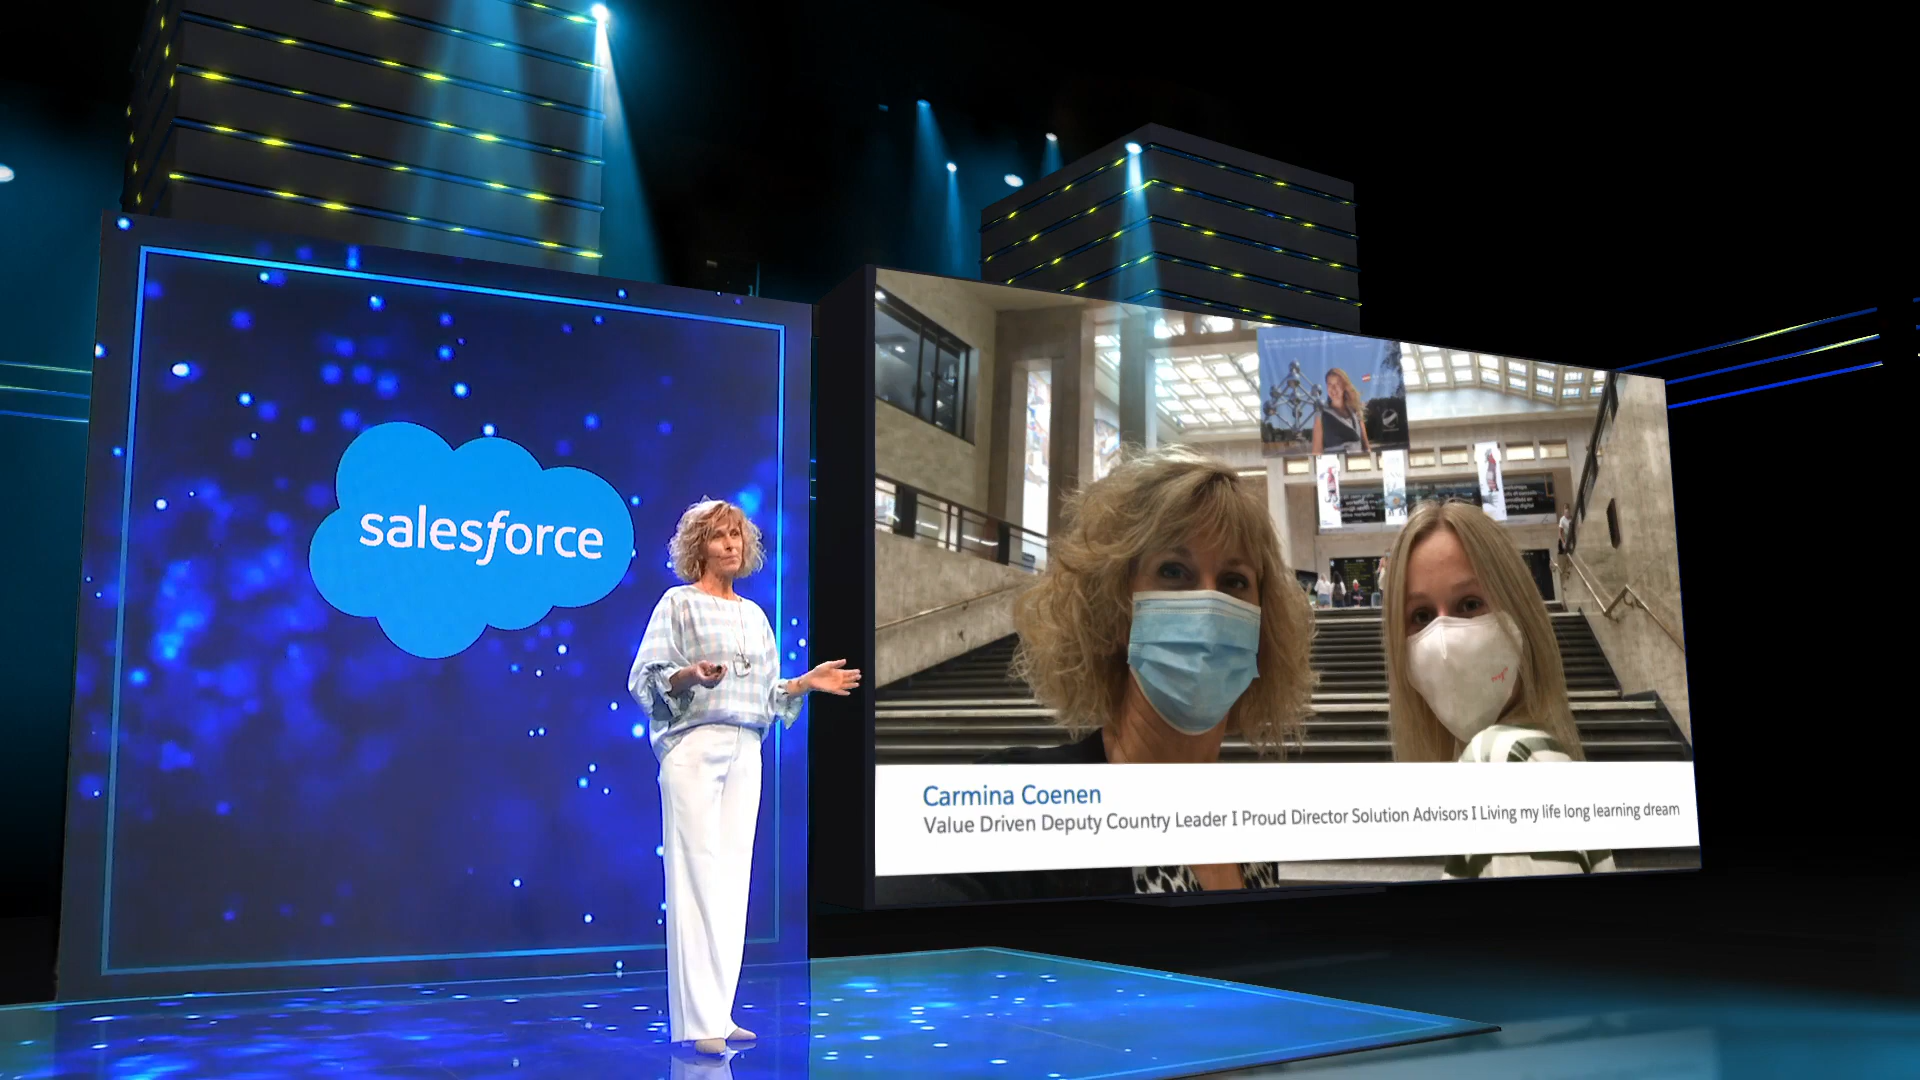 salesforce
Carmina Coenen
Value Driven Deputy Country Leader I Proud Director Solution Advisors I Living my life long learning dream